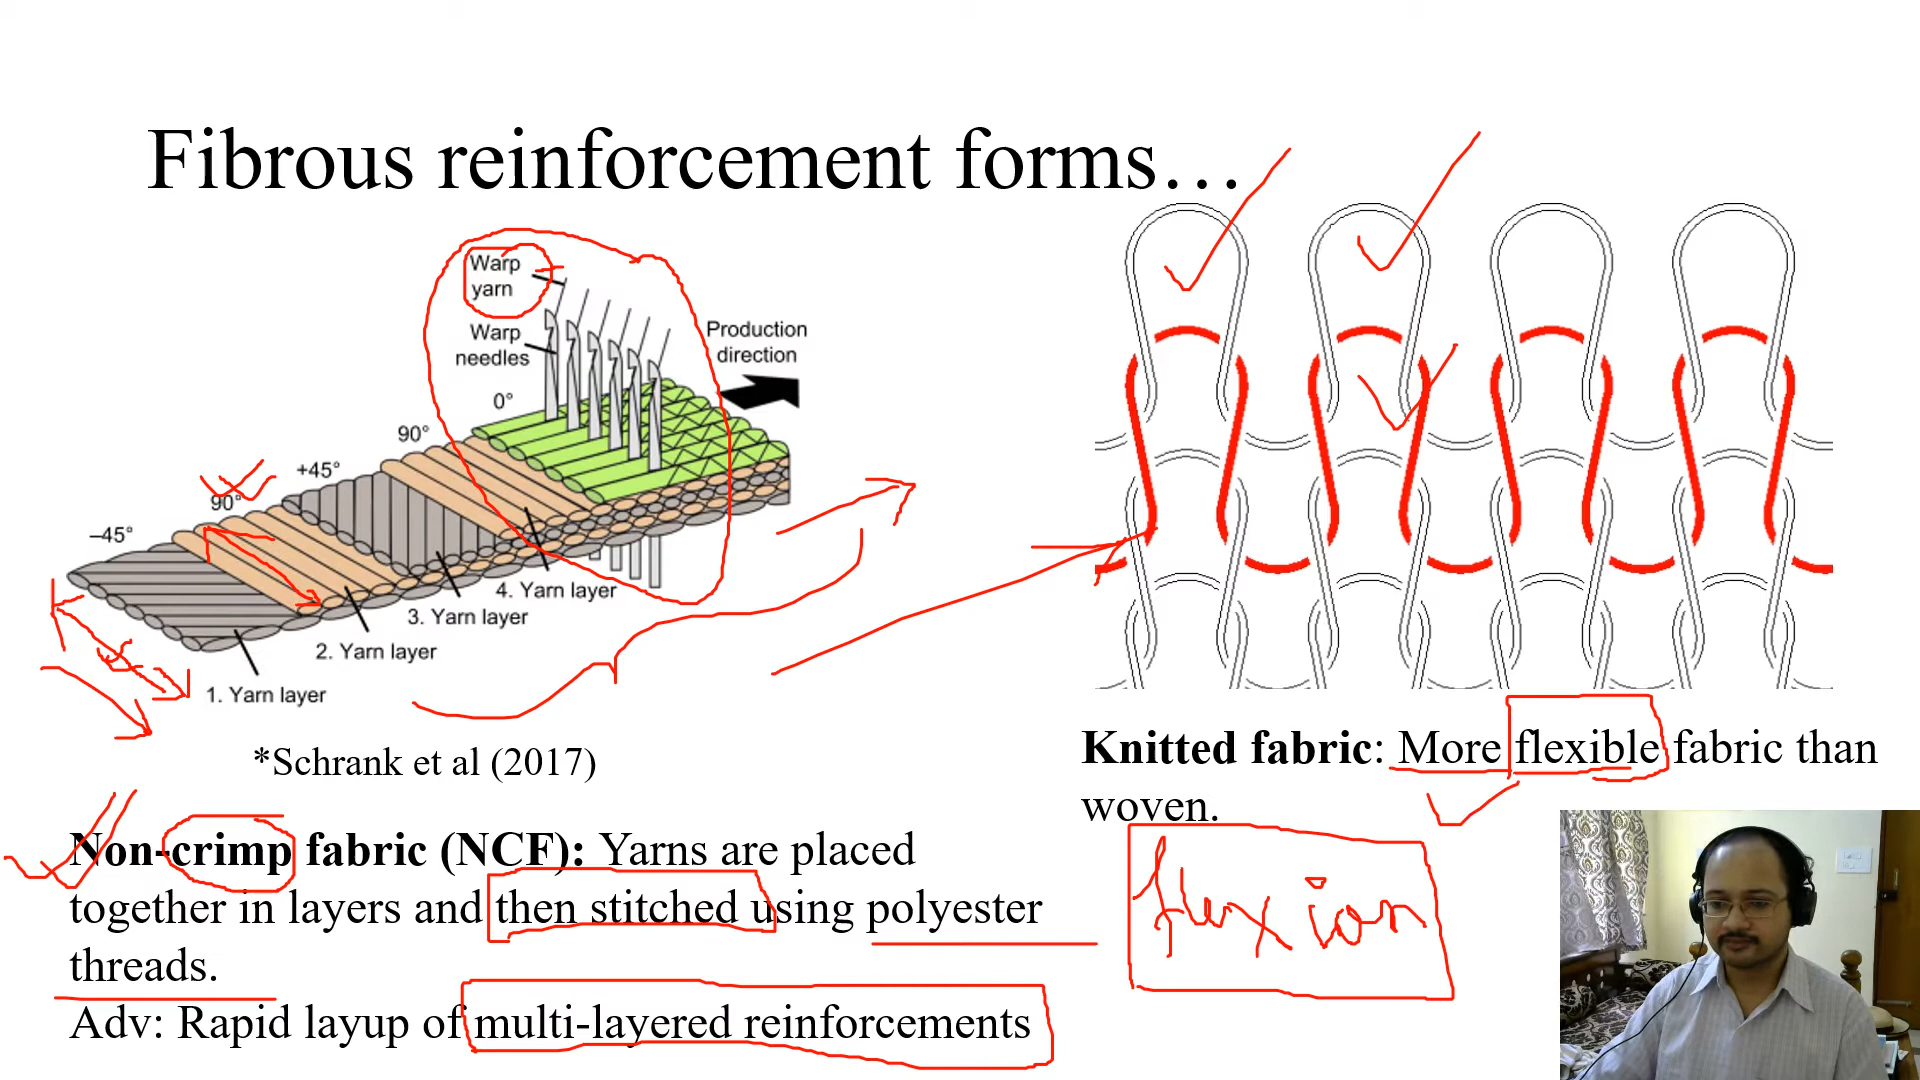 Fibrous reinforcement forms…
Warp
yarn
Warp
needles
Production
direction
0°
90°
+45°
90°
–45°
4. Yarn layer
3. Yarn layer
2. Yarn layer
1. Yarn layer
*Schrank et al (2017)
Non-crimp fabric (NCF): Yarns are placed
together in layers and then stitched using polyester
threads.
Adv: Rapid layup of multi-layered reinforcements
Knitted fabric: More flexible fabric than
woven.
fluxion